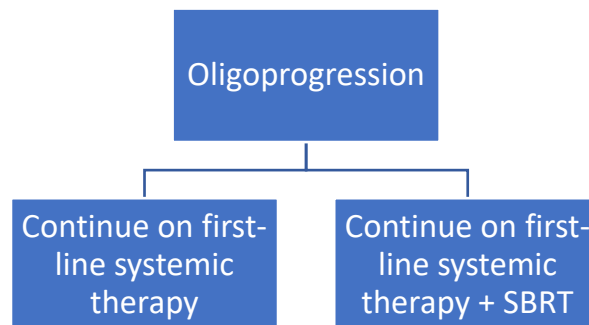 Oligoprogression
Continue on first-
line systemic
therapy
Continue on first-
line systemic
therapy + SBRT